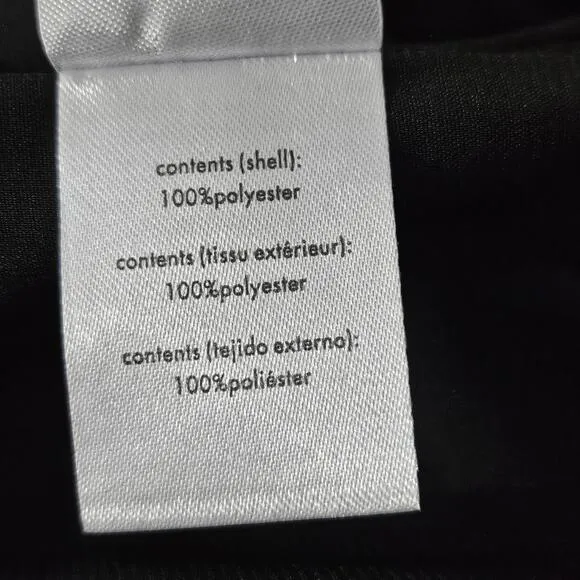 contents (shell):
100%polyester
contents (tissu extérieur):
100%polyester
contents (tejido externo):
100%poliéster